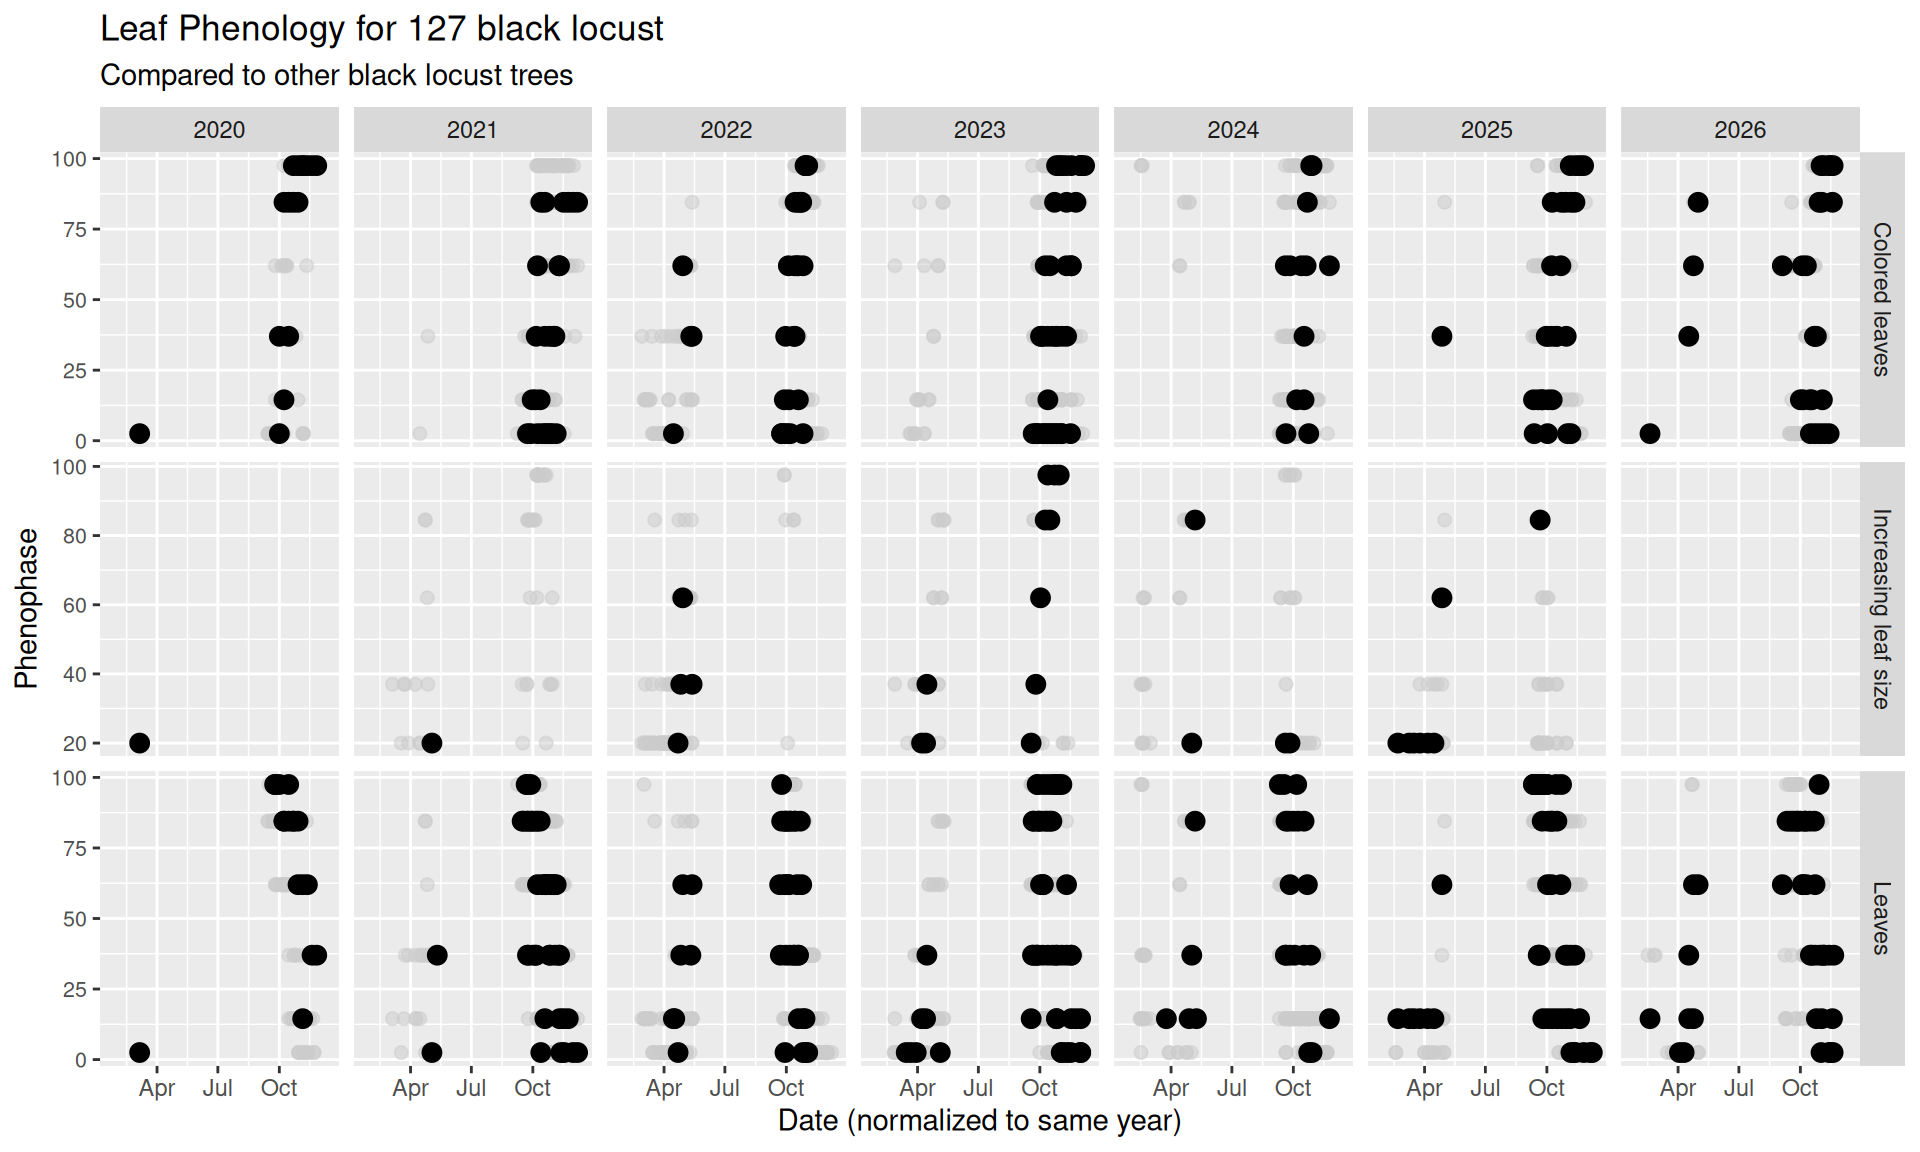 Leaf Phenology for 127 black locust
Compared to other black locust trees
2020 2021 2022 2023 2024 2025 2026
100
75
50
25
0
Colored leaves
100
80
60
40
20
Increasing leaf size
100
75
50
25
0
Leaves
Phenophase
Apr Jul Oct Apr Jul Oct Apr Jul Oct Apr Jul Oct Apr Jul Oct Apr Jul Oct Apr Jul Oct
Date (normalized to same year)